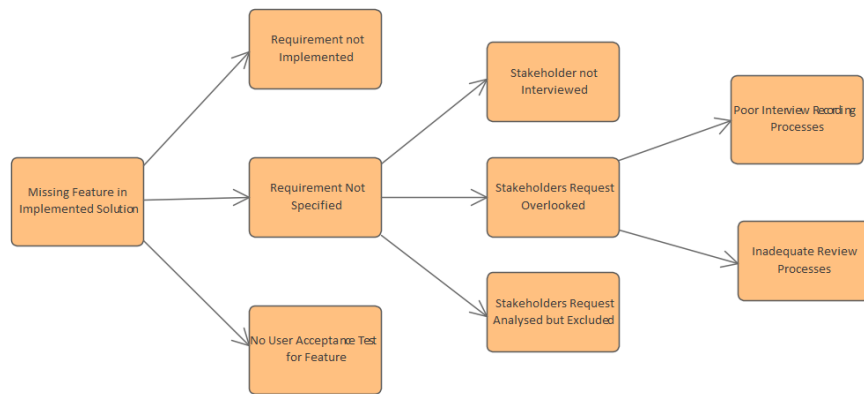 Requirement not
Implemented
Stakeholder not
Interviewed
Poor Interview Recording
Processes
Missing Feature in
Implemented Solution
Requirement Not
Specified
Stakeholders Request
Overlooked
Inadequate Review
Processes
Stakeholders Request
Analysed but Excluded
No User Acceptance Test
for Feature